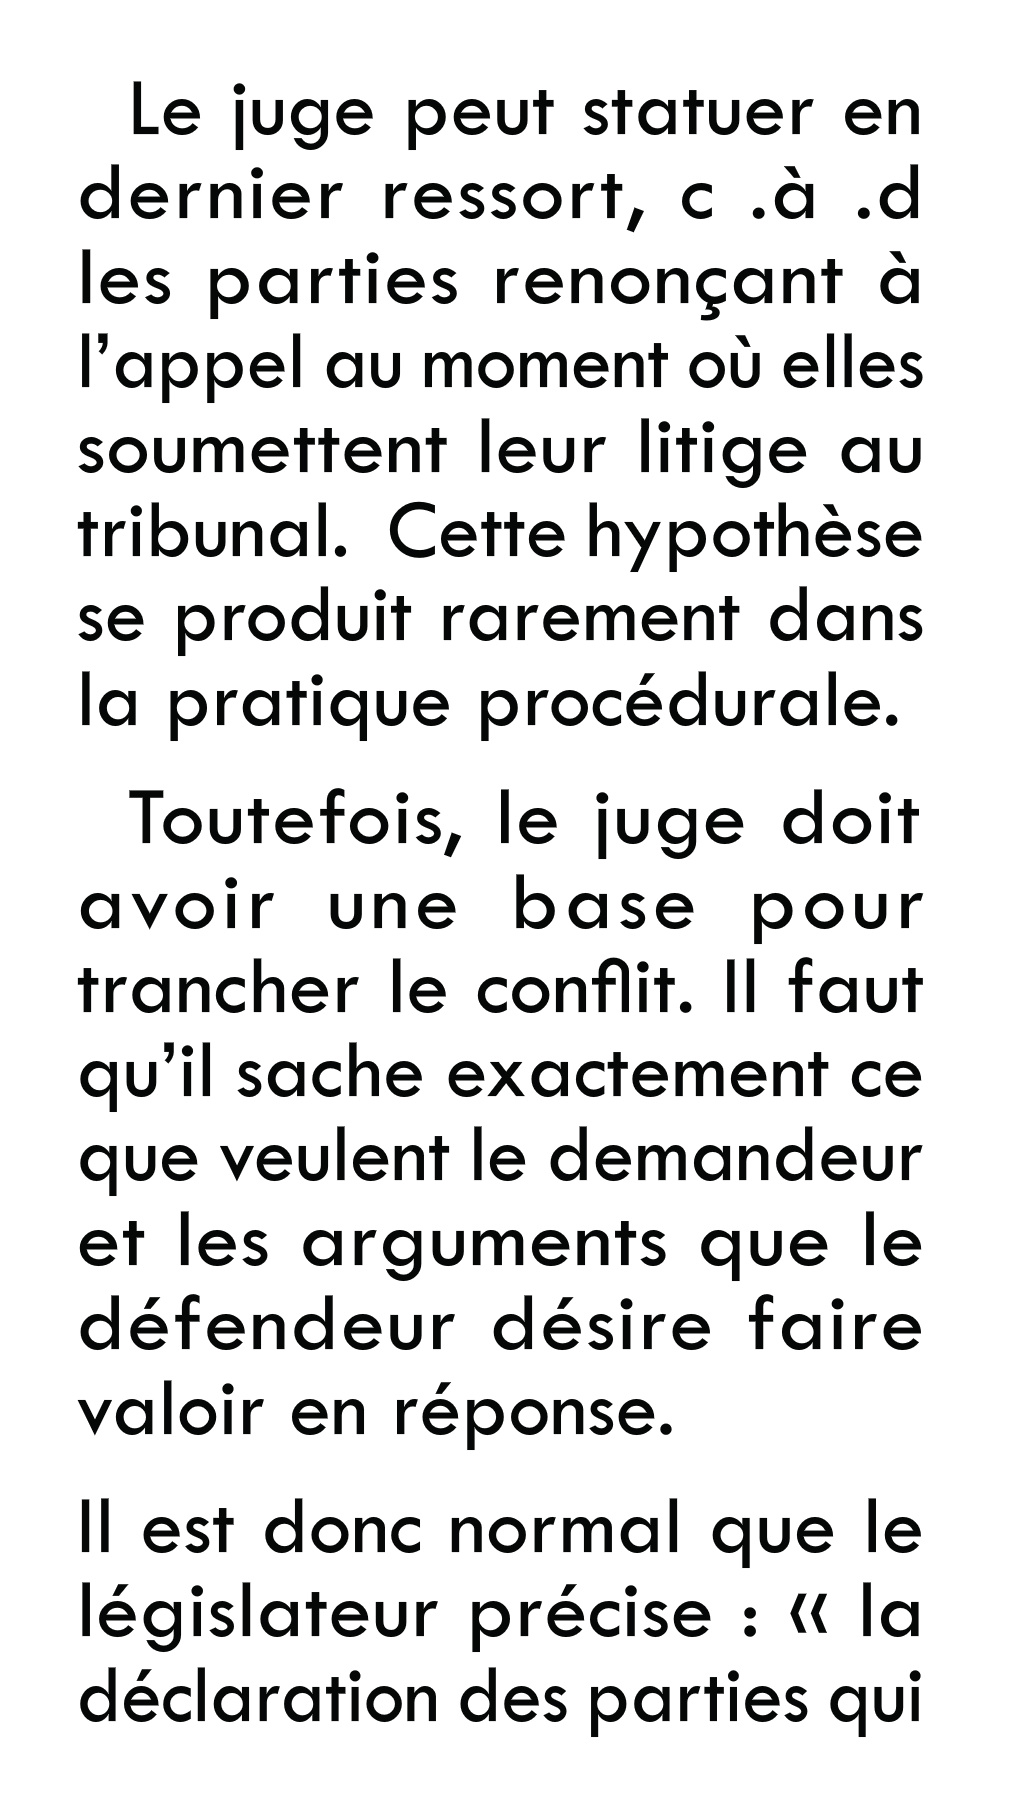 Le juge peut statuer en
dernier ressort, c .à .d
les parties renonçant à
l’appel au moment où elles
soumettent leur litige au
tribunal.  Cette hypothèse
se produit rarement dans
la pratique procédurale.
Toutefois, le juge doit
avoir une base pour
trancher le conflit. Il faut
qu’il sache exactement ce
que veulent le demandeur
et les arguments que le
défendeur désire faire
valoir en réponse.
Il est donc normal que le
législateur précise : « la
déclaration des parties qui